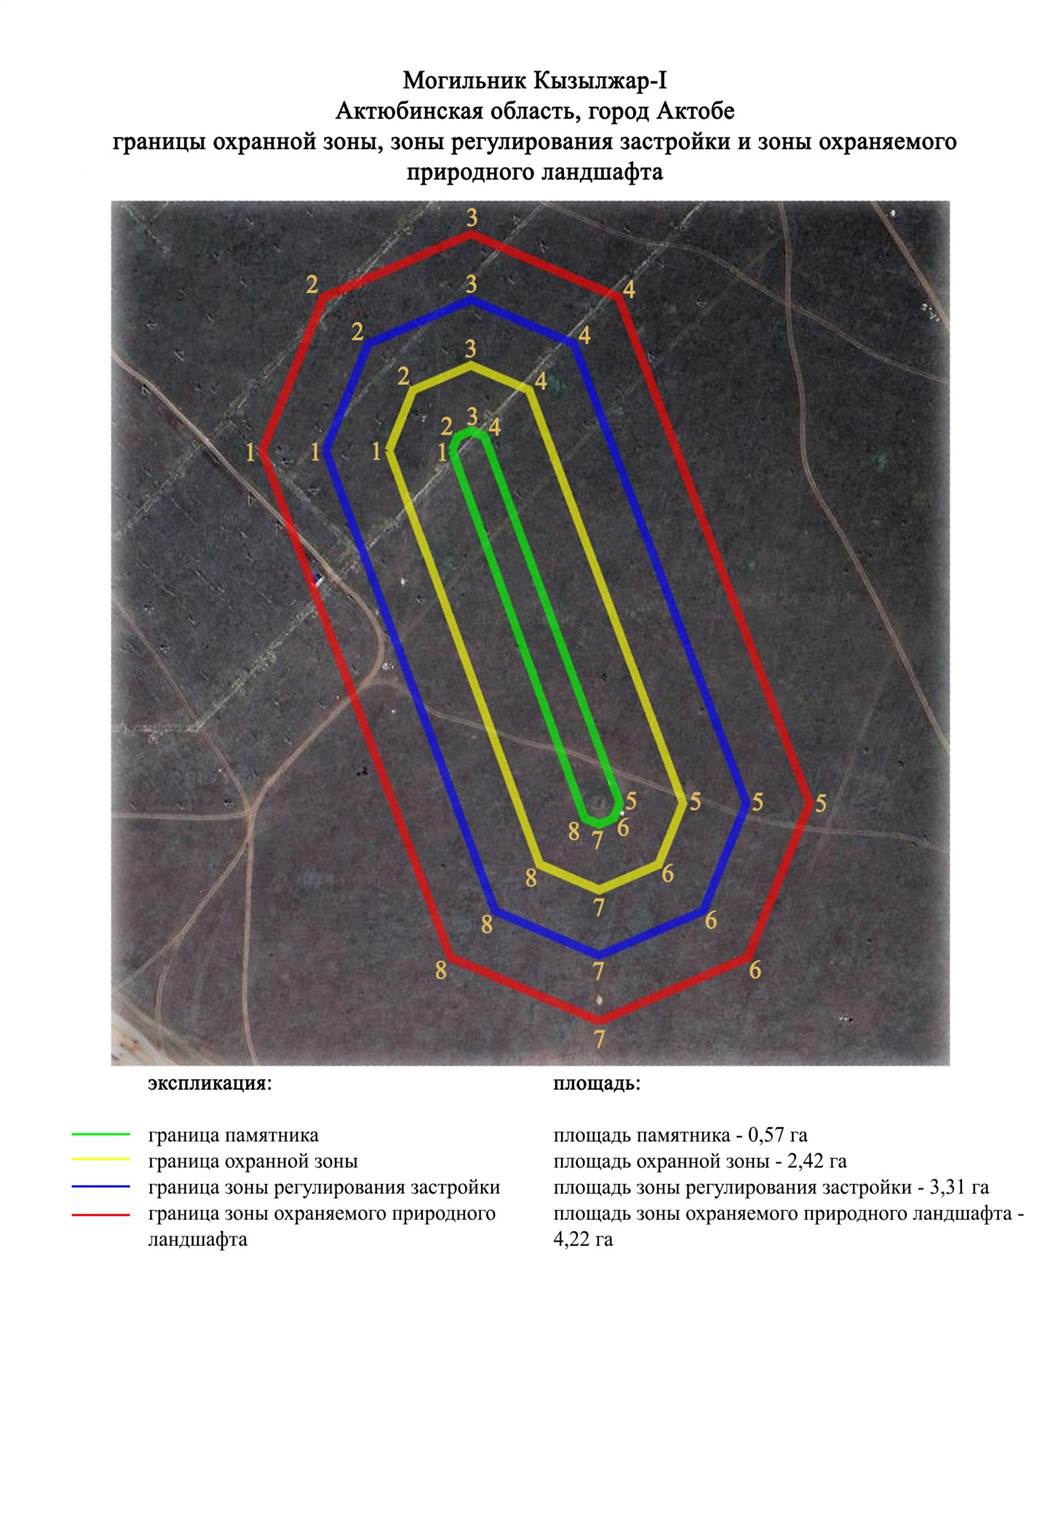 Могильник Кызылжар-I
Актюбинская область, город Актобе
границы охранной зоны, зоны регулирования застройки и зоны охраняемого
природного ландшафта
3
2
4
3
2
4
3
2
4
3
2
4
1
1
1
1
5
5
5
5
8
7
6
8
6
7
8
6
7
8
6
7
экспликация:
площадь:
граница памятника
площадь памятника - 0,57 га
граница охранной зоны
площадь охранной зоны - 2,42 га
граница зоны регулирования застройки
площадь зоны регулирования застройки - 3,31 га
граница зоны охраняемого природного
ландшафта
площадь зоны охраняемого природного ландшафта -
4,22 га